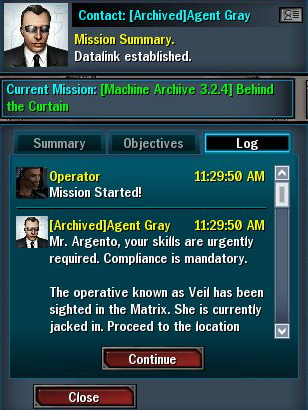 Contact: [Archived]Agent Gray
Mission Summary.
Datalink established.
Current Mission: [Machine Archive 3.2.4] Behind
the Curtain
Summary
Objectives
Log
Operator 11:29:50 AM
Mission Started!
[Archived]Agent Gray 11:29:50 AM
Mr. Argento, your skills are urgently
required. Compliance is mandatory.
The operative known as Veil has been
sighted in the Matrix. She is currently
jacked in. Proceed to the location
Continue
Close